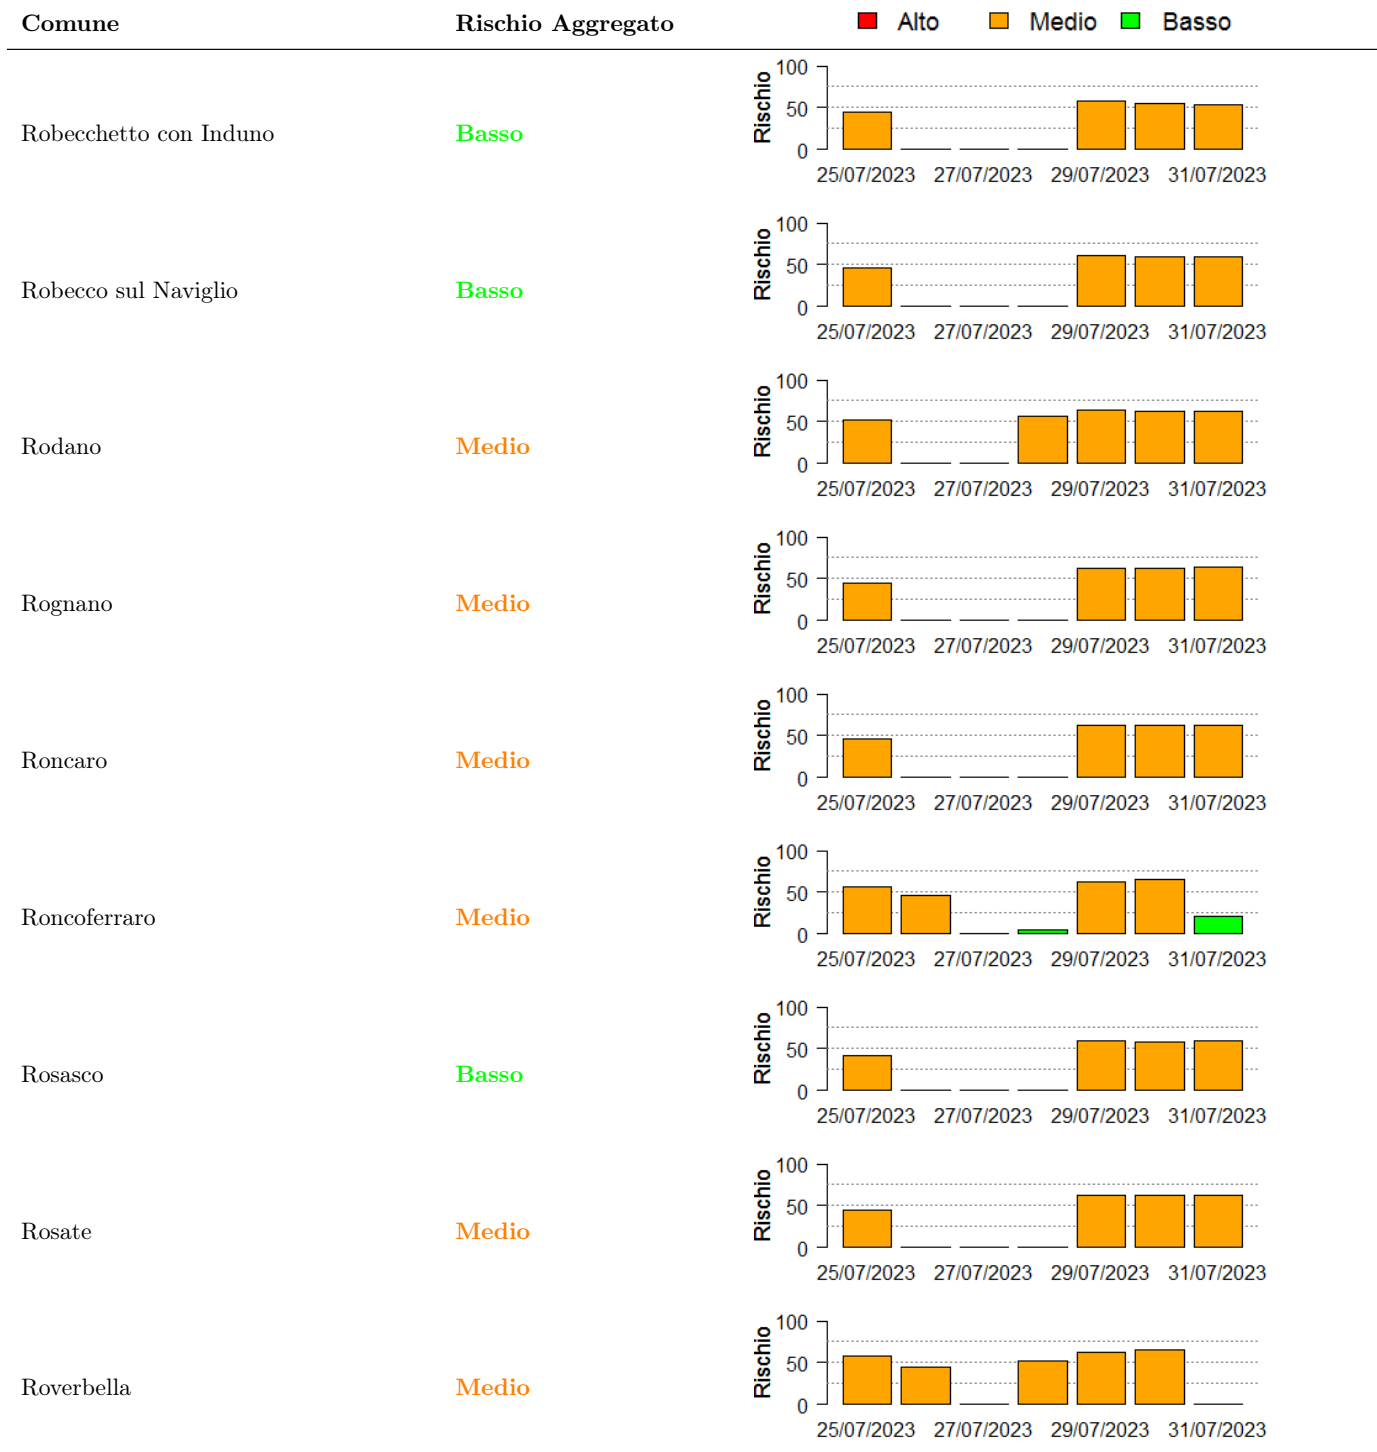 Comune Rischio Aggregato Alto Medio Basso
Robecchetto con Induno Basso
Rischio
100
50
0
25/07/2023 27/07/2023 29/07/2023 31/07/2023
Robecco sul Naviglio Basso
Rischio
100
50
0
25/07/2023 27/07/2023 29/07/2023 31/07/2023
Rodano Medio
Rischio
100
50
0
25/07/2023 27/07/2023 29/07/2023 31/07/2023
Rognano Medio
Rischio
100
50
0
25/07/2023 27/07/2023 29/07/2023 31/07/2023
Roncaro Medio
Rischio
100
50
0
25/07/2023 27/07/2023 29/07/2023 31/07/2023
Roncoferraro Medio
Rischio
100
50
0
25/07/2023 27/07/2023 29/07/2023 31/07/2023
Rosasco Basso
Rischio
100
50
0
25/07/2023 27/07/2023 29/07/2023 31/07/2023
Rosate Medio
Rischio
100
50
0
25/07/2023 27/07/2023 29/07/2023 31/07/2023
Roverbella Medio
Rischio
100
50
0
25/07/2023 27/07/2023 29/07/2023 31/07/2023